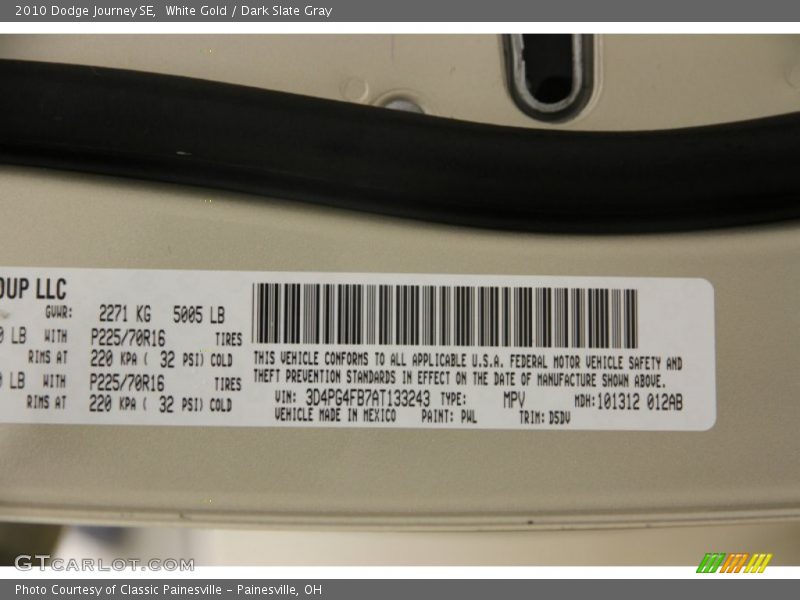 2010 Dodge Journey SE,  White Gold / Dark Slate Gray
OUP LLC
GVWR: 2271 KG 5005 LB
LB WITH P225/70R16 TIRES
RIMS AT 220 KPA ( 32 PSI) COLD
LB WITH P225/70R16 TIRES
RIMS AT 220 KPA ( 32 PSI) COLD
THIS VEHICLE CONFORMS TO ALL APPLICABLE U.S.A. FEDERAL MOTOR VEHICLE SAFETY AND
THEFT PREVENTION STANDARDS IN EFFECT ON THE DATE OF MANUFACTURE SHOWN ABOVE.
VIN: 3D4PG4FB7AT133243 TYPE: MPV MDH:101312 012AB
VEHICLE MADE IN MEXICO PAINT: PWL TRIM: D5DV
GTCARLOT.COM
Photo Courtesy of Classic Painesville - Painesville, OH